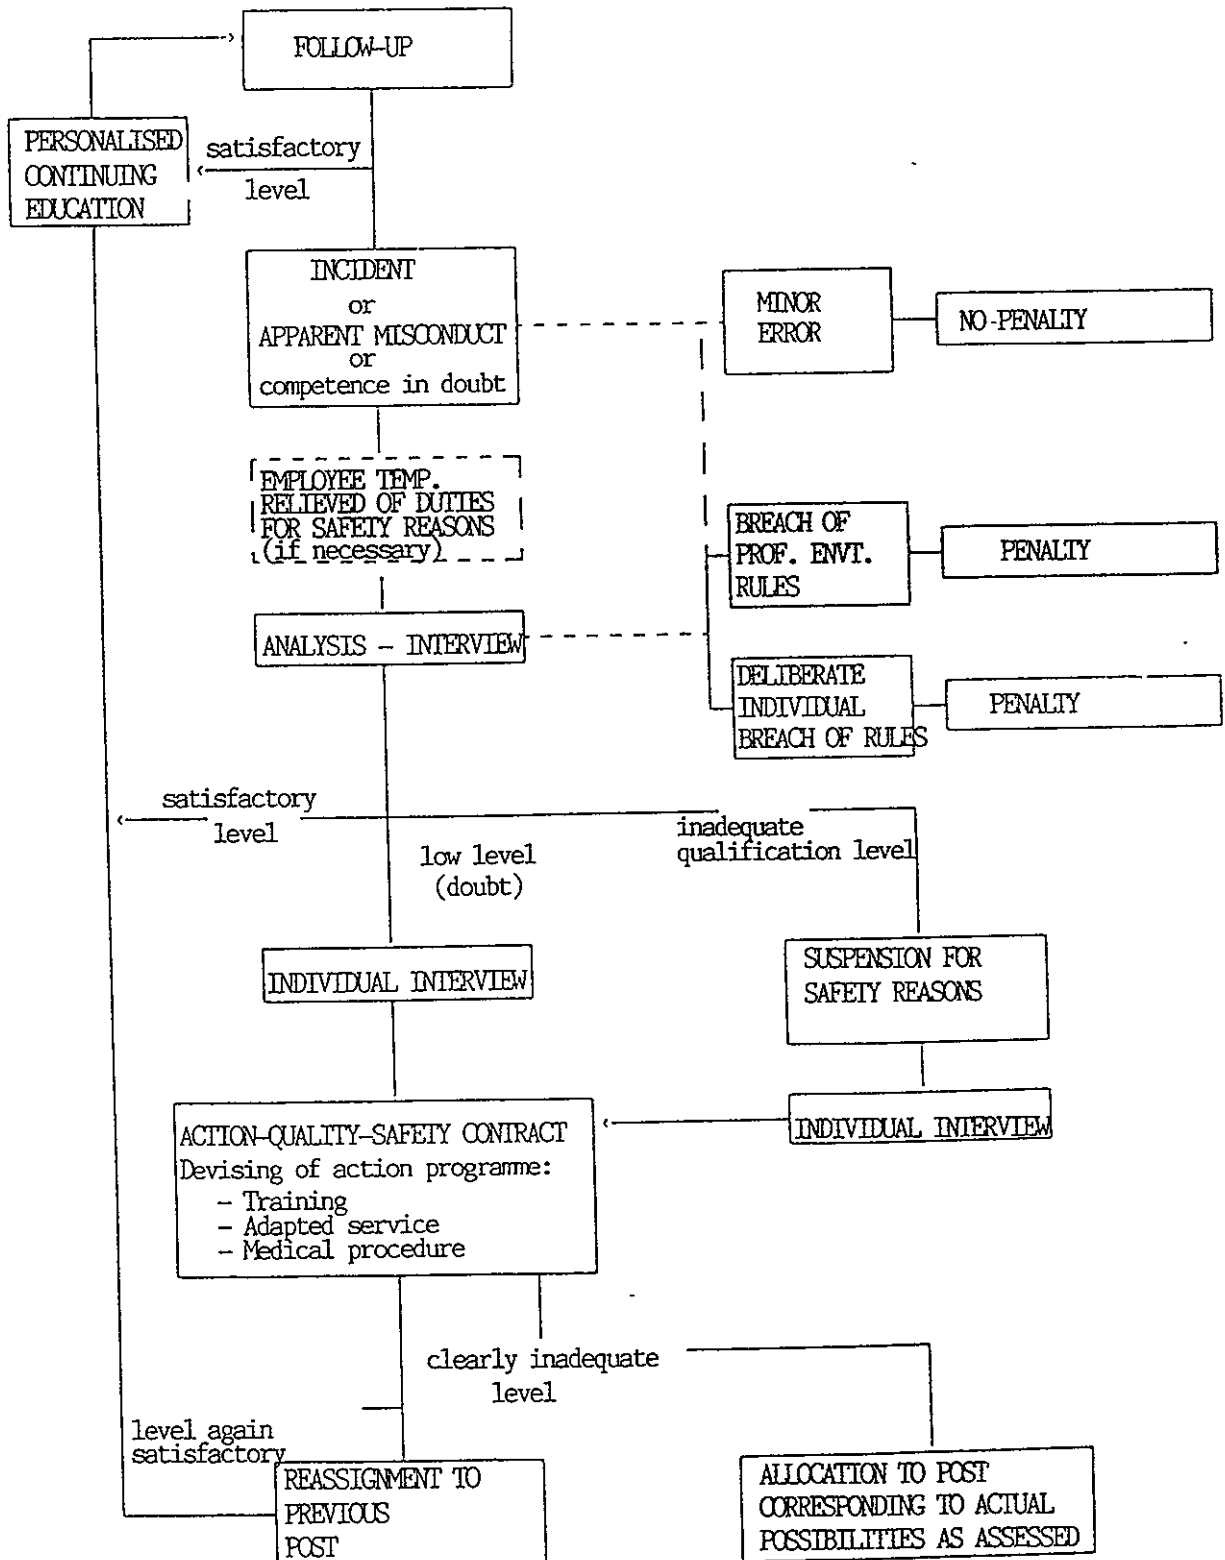 FOLLOW-UP
PERSONALISED
CONTINUING
EDUCATION
satisfactory
level
INCIDENT
or
APPARENT MISCONDUCT
or
competence in doubt
MINOR
ERROR
NO-PENALTY
EMPLOYEE TEMP.
RELIEVED OF DUTIES
FOR SAFETY REASONS
(if necessary)
BREACH OF
PROF. ENVT.
RULES
PENALTY
ANALYSIS - INTERVIEW
DELIBERATE
INDIVIDUAL
BREACH OF RULES
PENALTY
satisfactory
level
low level
(doubt)
inadequate
qualification level
INDIVIDUAL INTERVIEW
SUSPENSION FOR
SAFETY REASONS
INDIVIDUAL INTERVIEW
ACTION-QUALITY-SAFETY CONTRACT
Devising of action programme:
- Training
- Adapted service
- Medical procedure
clearly inadequate
level
level again
satisfactory
REASSIGNMENT TO
PREVIOUS
POST
ALLOCATION TO POST
CORRESPONDING TO ACTUAL
POSSIBILITIES AS ASSESSED